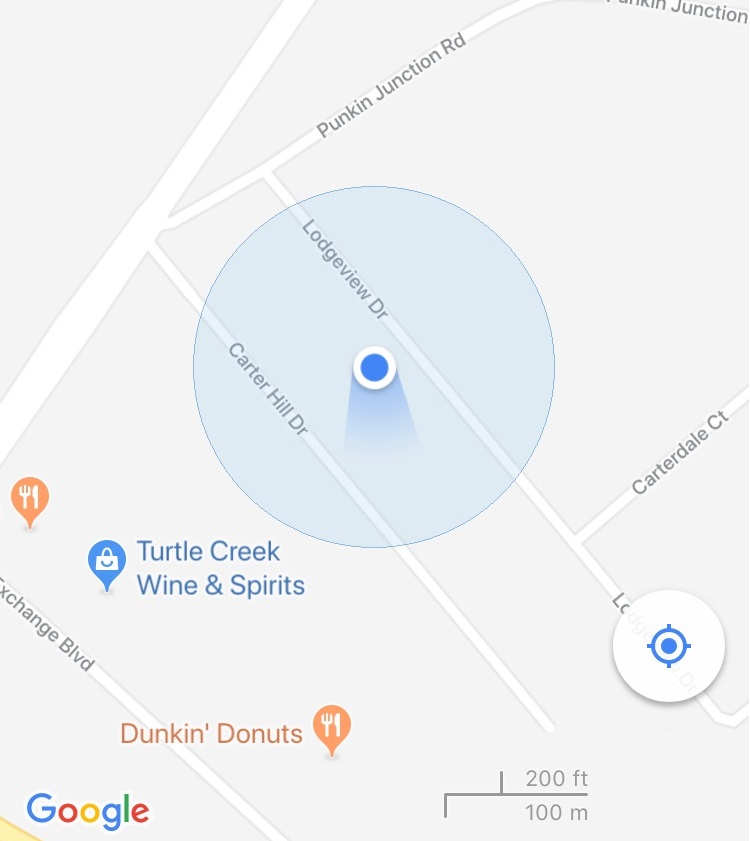 Punkin Junction
Punkin Junction Rd
Lodgeview Dr
Carter Hill Dr
Carterdale Ct
Turtle Creek
Wine & Spirits
Exchange Blvd
Dunkin' Donuts
200 ft
100 m
Google